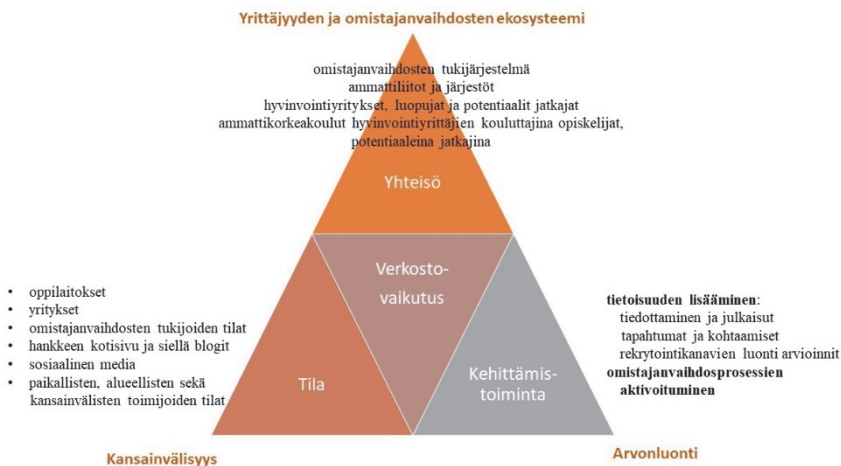 Yrittäjyyden ja omistajanvaihdosten ekosysteemi
omistajanvaihdosten tukijärjestelmä
ammattiliitot ja järjestöt
hyvinvointiyritykset, luopujat ja potentiaalit jatkajat
ammattikorkeakoulut hyvinvointiyrittäjien kouluttajina opiskelijat,
potentiaaleina jatkajina
Yhteisö
Verkosto-
vaikutus
• oppilaitokset
• yritykset
• omistajanvaihdosten tukijoiden tilat
• hankkeen kotisivu ja siellä blogit
• sosiaalinen media
• paikallisten, alueellisten sekä
kansainvälisten toimijoiden tilat
Tila
Kehittämis-
toiminta
tietoisuuden lisääminen:
tiedottaminen ja julkaisut
tapahtumat ja kohtaamiset
rekrytointikanavien luonti arvioinnit
omistajanvaihdosprosessien
aktivoituminen
Kansainvälisyys
Arvonluonti